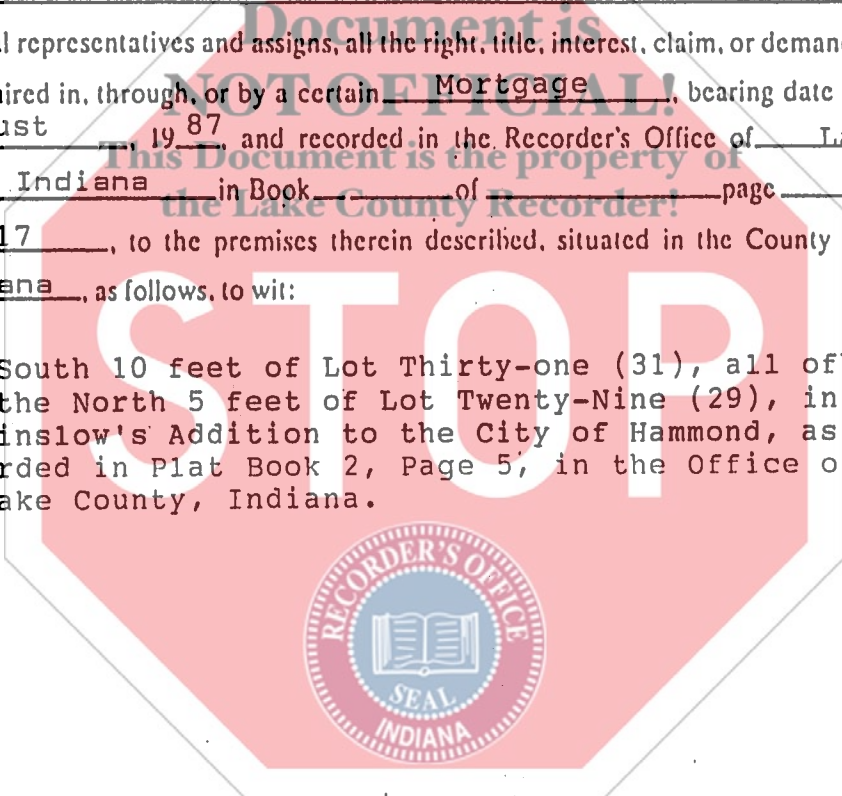 Document is
l representatives and assigns, all the right, title, interest, claim, or deman
NOT OFFICIAL!
ired in, through, or by a certain Mortgage, bearing date
ust, 19 87, and recorded in the Recorder's Office of La
This Document is the property of
Indiana in Book of page
the Lake County Recorder!
17, to the premises therein described, situated in the County
ana, as follows, to wit:
STOP
South 10 feet of Lot Thirty-one (31), all of
the North 5 feet of Lot Twenty-Nine (29), in
inslow's Addition to the City of Hammond, as
rded in Plat Book 2, Page 5, in the Office o
ake County, Indiana.
RECORDER'S OFFICE
SEAL
INDIANA